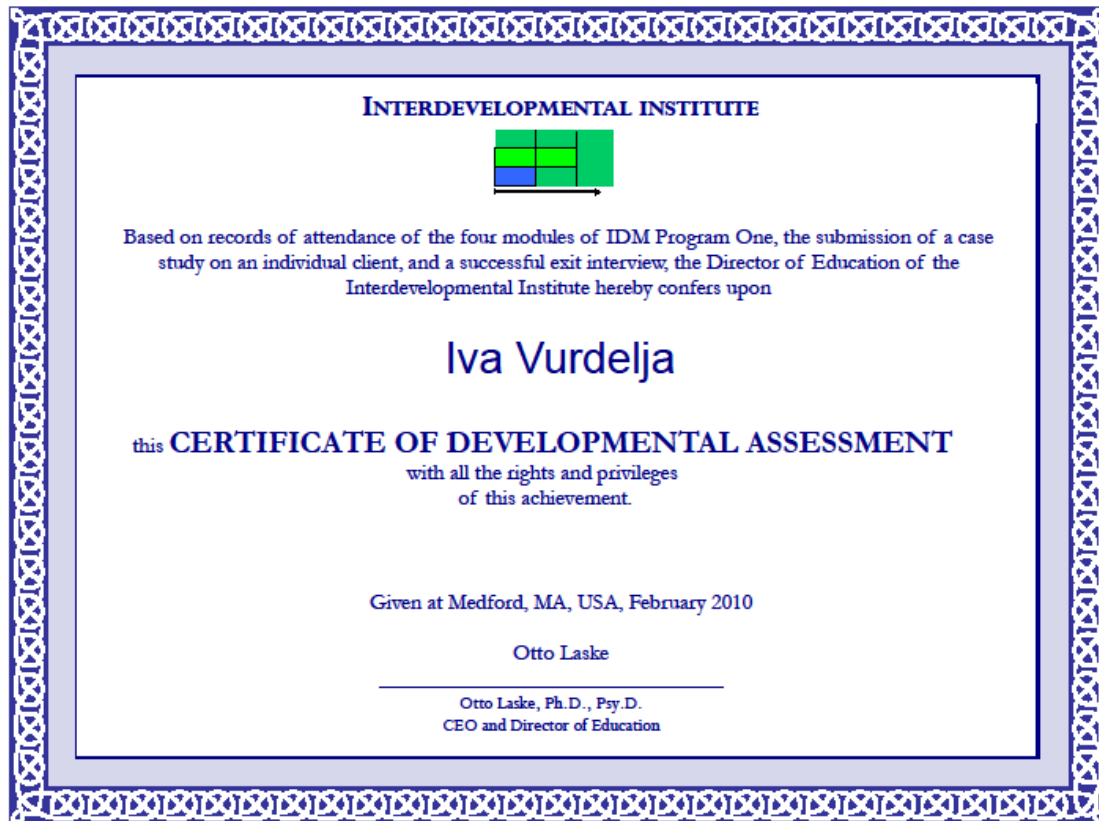 INTERDEVELOPMENTAL INSTITUTE
Based on records of attendance of the four modules of IDM Program One, the submission of a case
study on an individual client, and a successful exit interview, the Director of Education of the
Interdevelopmental Institute hereby confers upon
Iva Vurdelja
this CERTIFICATE OF DEVELOPMENTAL ASSESSMENT
with all the rights and privileges
of this achievement.
Given at Medford, MA, USA, February 2010
Otto Laske
Otto Laske, Ph.D., Psy.D.
CEO and Director of Education